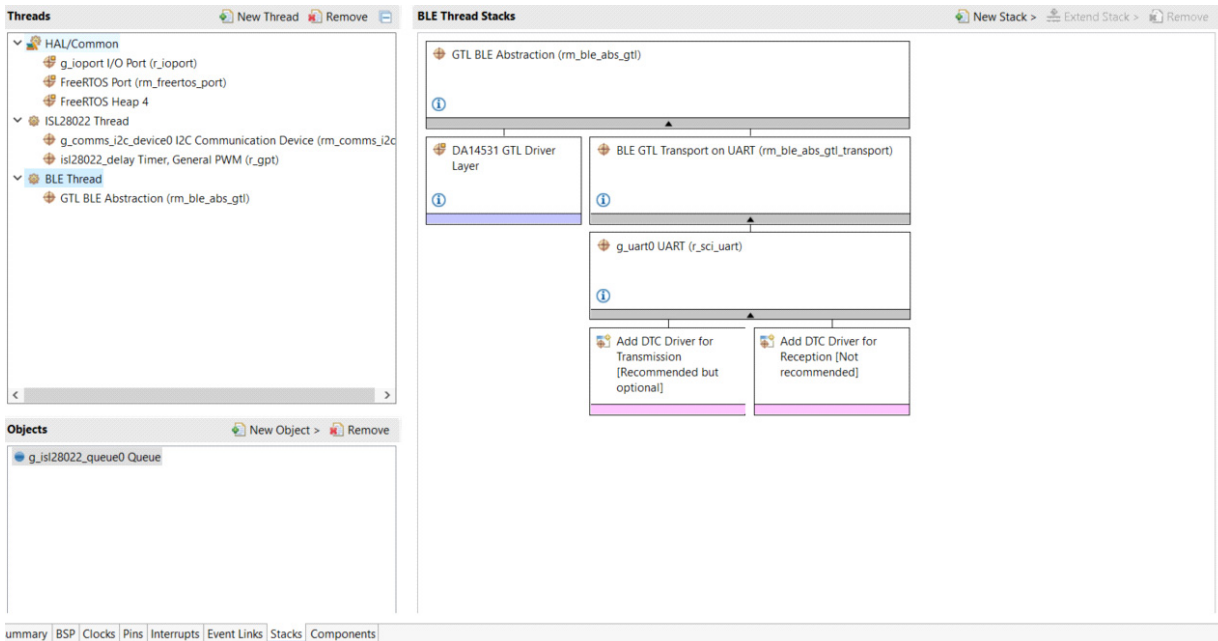 Threads
New Thread Remove
HAL/Common
g_ioport I/O Port (r_ioport)
FreeRTOS Port (rm_freertos_port)
FreeRTOS Heap 4
ISL28022 Thread
g_comms_i2c_device0 I2C Communication Device (rm_comms_i2c
isl28022_delay Timer, General PWM (r_gpt)
BLE Thread
GTL BLE Abstraction (rm_ble_abs_gtl)
Objects
New Object > Remove
g_isl28022_queue0 Queue
BLE Thread Stacks
New Stack > Extend Stack > Remove
GTL BLE Abstraction (rm_ble_abs_gtl)
DA14531 GTL Driver
Layer
BLE GTL Transport on UART (rm_ble_abs_gtl_transport)
g_uart0 UART (r_sci_uart)
Add DTC Driver for
Transmission
[Recommended but
optional]
Add DTC Driver for
Reception [Not
recommended]
ummary BSP Clocks Pins Interrupts Event Links Stacks Components